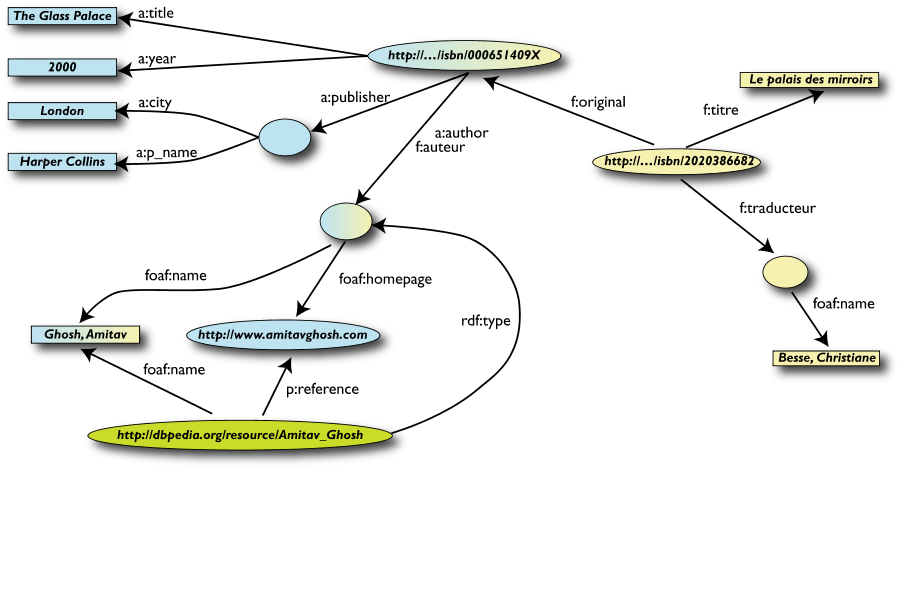 The Glass Palace
a:title
http://…/isbn/000651409X
2000
a:year
Le palais des mirroirs
London
a:city
a:publisher
f:original
f:titre
a:author
f:auteur
Harper Collins
a:p_name
http://…/isbn/2020386682
f:traducteur
foaf:name
foaf:homepage
rdf:type
foaf:name
Ghosh, Amitav
http://www.amitavghosh.com
Besse, Christiane
foaf:name
p:reference
http://dbpedia.org/resource/Amitav_Ghosh